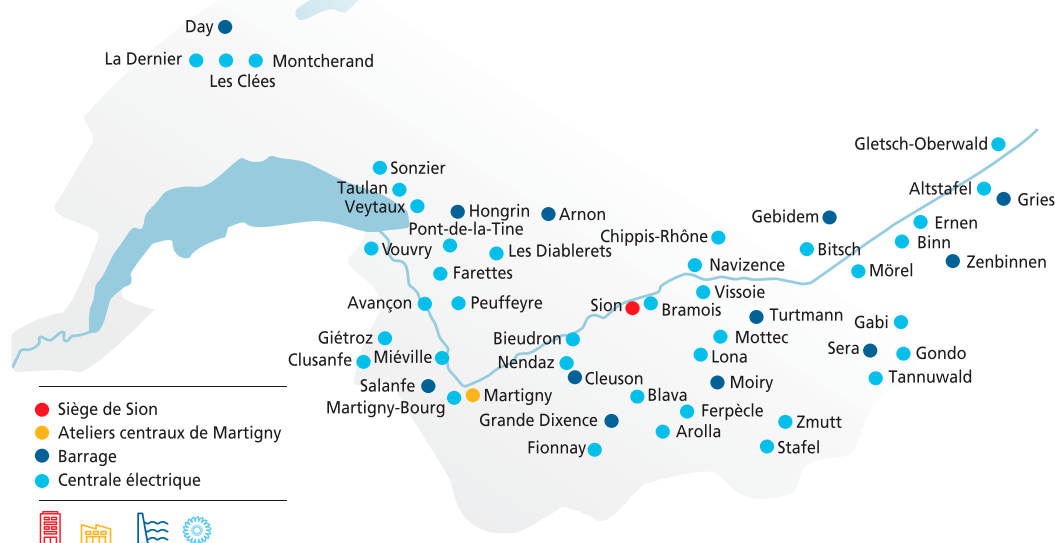 Day
La Dernier
Montcherand
Les Clées
Gletsch-Oberwald
Sonzier
Taulan
Altstafel
Gries
Veytaux
Hongrin
Arnon
Gebidem
Pont-de-la-Tine
Ernen
Chippis-Rhône
Binn
Vouvry
Les Diablerets
Bitsch
Zenbinnen
Navizence
Mörel
Farettes
Vissoie
Avançon
Peuffeyre
Sion
Bramois
Turtmann
Gabi
Giétroz
Bieudron
Mottec
Sera
Gondo
Clusanfe
Miéville
Nendaz
Lona
Tannuwald
Salanfe
Cleuson
Moiry
Martigny
Blava
Martigny-Bourg
Ferpècle
Grande Dixence
Zmutt
Arolla
Fionnay
Stafel
Siège de Sion
Ateliers centraux de Martigny
Barrage
Centrale électrique